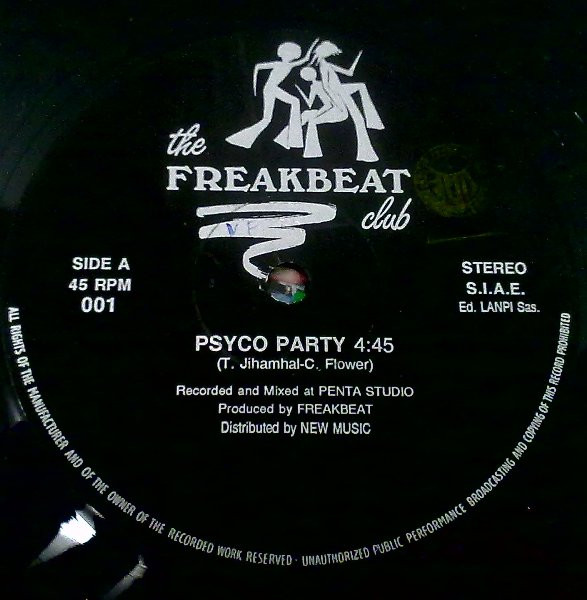 the
FREAKBEAT
club
SIDE A
45 RPM
001
STEREO
S.I.A.E.
Ed. LANPI Sas.
PSYCO PARTY 4:45
(T. Jihamhal-C. Flower)
Recorded and Mixed at PENTA STUDIO
Produced by FREAKBEAT
Distributed by NEW MUSIC
ALL RIGHTS OF THE MANUFACTURER AND OF THE OWNER OF THE RECORDED WORK RESERVED · UNAUTHORIZED PUBLIC PERFORMANCE BROADCASTING AND COPYING OF THIS RECORD PROHIBITED